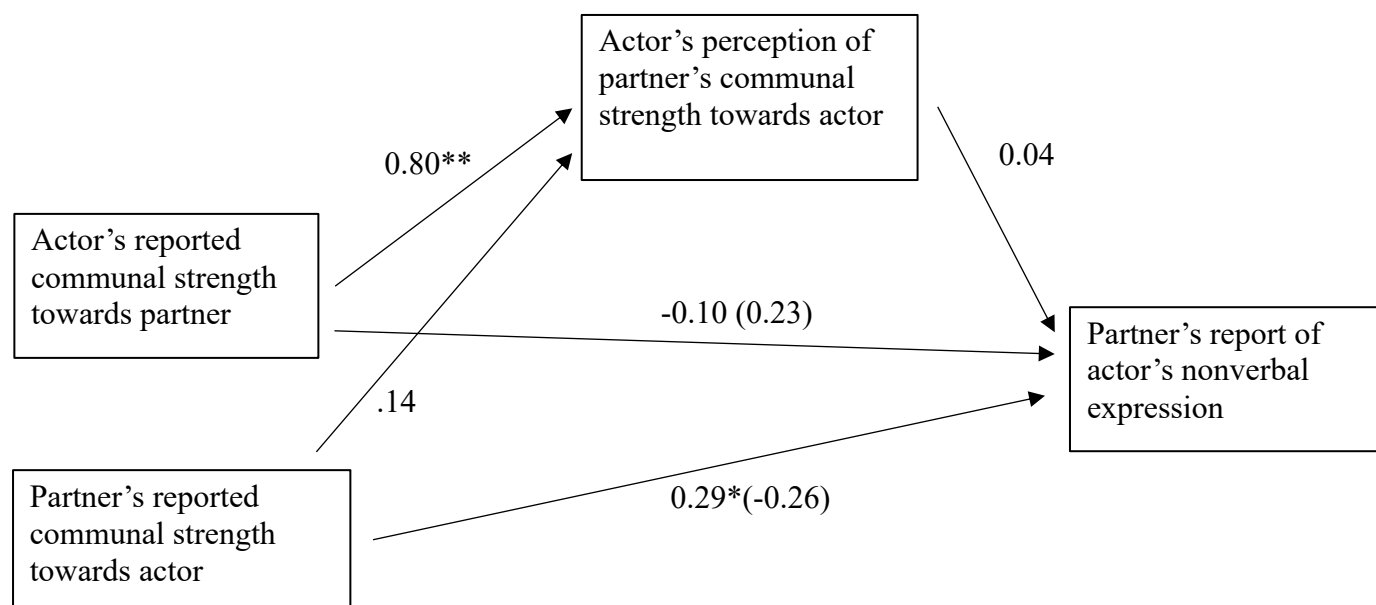 Actor’s perception of
partner’s communal
strength towards actor
0.80**
0.04
Actor’s reported
communal strength
towards partner
-0.10 (0.23)
Partner’s report of
actor’s nonverbal
expression
.14
Partner’s reported
communal strength
towards actor
0.29*(-0.26)